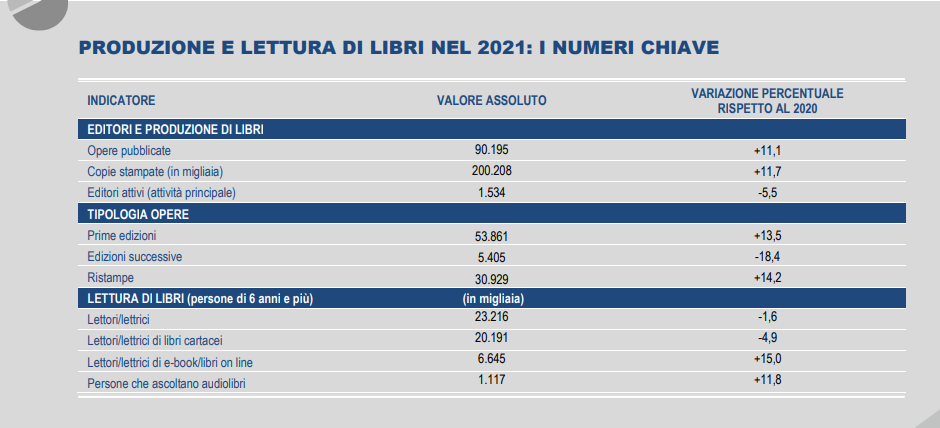 PRODUZIONE E LETTURA DI LIBRI NEL 2021: I NUMERI CHIAVE
INDICATORE VALORE ASSOLUTO VARIAZIONE PERCENTUALE
RISPETTO AL 2020
EDITORI E PRODUZIONE DI LIBRI
Opere pubblicate 90.195 +11,1
Copie stampate (in migliaia) 200.208 +11,7
Editori attivi (attività principale) 1.534 -5,5
TIPOLOGIA OPERE
Prime edizioni 53.861 +13,5
Edizioni successive 5.405 -18,4
Ristampe 30.929 +14,2
LETTURA DI LIBRI (persone di 6 anni e più) (in migliaia)
Lettori/lettrici 23.216 -1,6
Lettori/lettrici di libri cartacei 20.191 -4,9
Lettori/lettrici di e-book/libri on line 6.645 +15,0
Persone che ascoltano audiolibri 1.117 +11,8